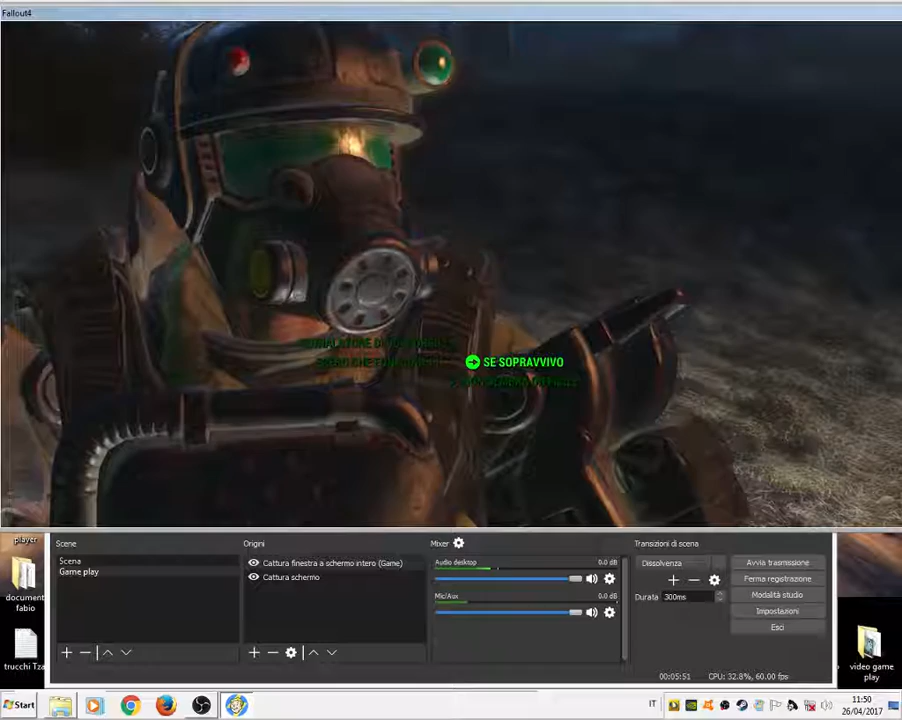 Fallout4
SE SOPRAVVIVO
player
document
fabio
trucchi Tza
Scene
Scena
Game play
Origini
Cattura finestra a schermo intero (Game)
Cattura schermo
Mixer
Audio desktop
0.0 dB
Mic/Aux
0.0 dB
Transizioni di scena
Dissolvenza
Durata
300ms
Avvia trasmissione
Ferma registrazione
Modalità studio
Impostazioni
Esci
00:05:51
CPU: 32.8%, 60.00 fps
video game
play
Start
IT
11:50
26/04/2017